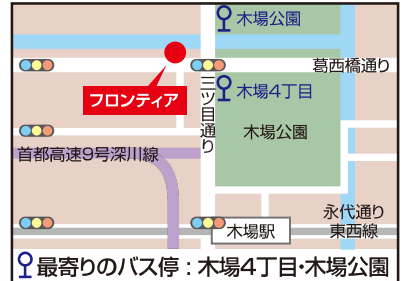 木場公園
葛西橋通り
フロンティア
木場4丁目
三ツ目通り
木場公園
首都高速9号深川線
永代通り
木場駅
東西線
最寄りのバス停：木場4丁目・木場公園